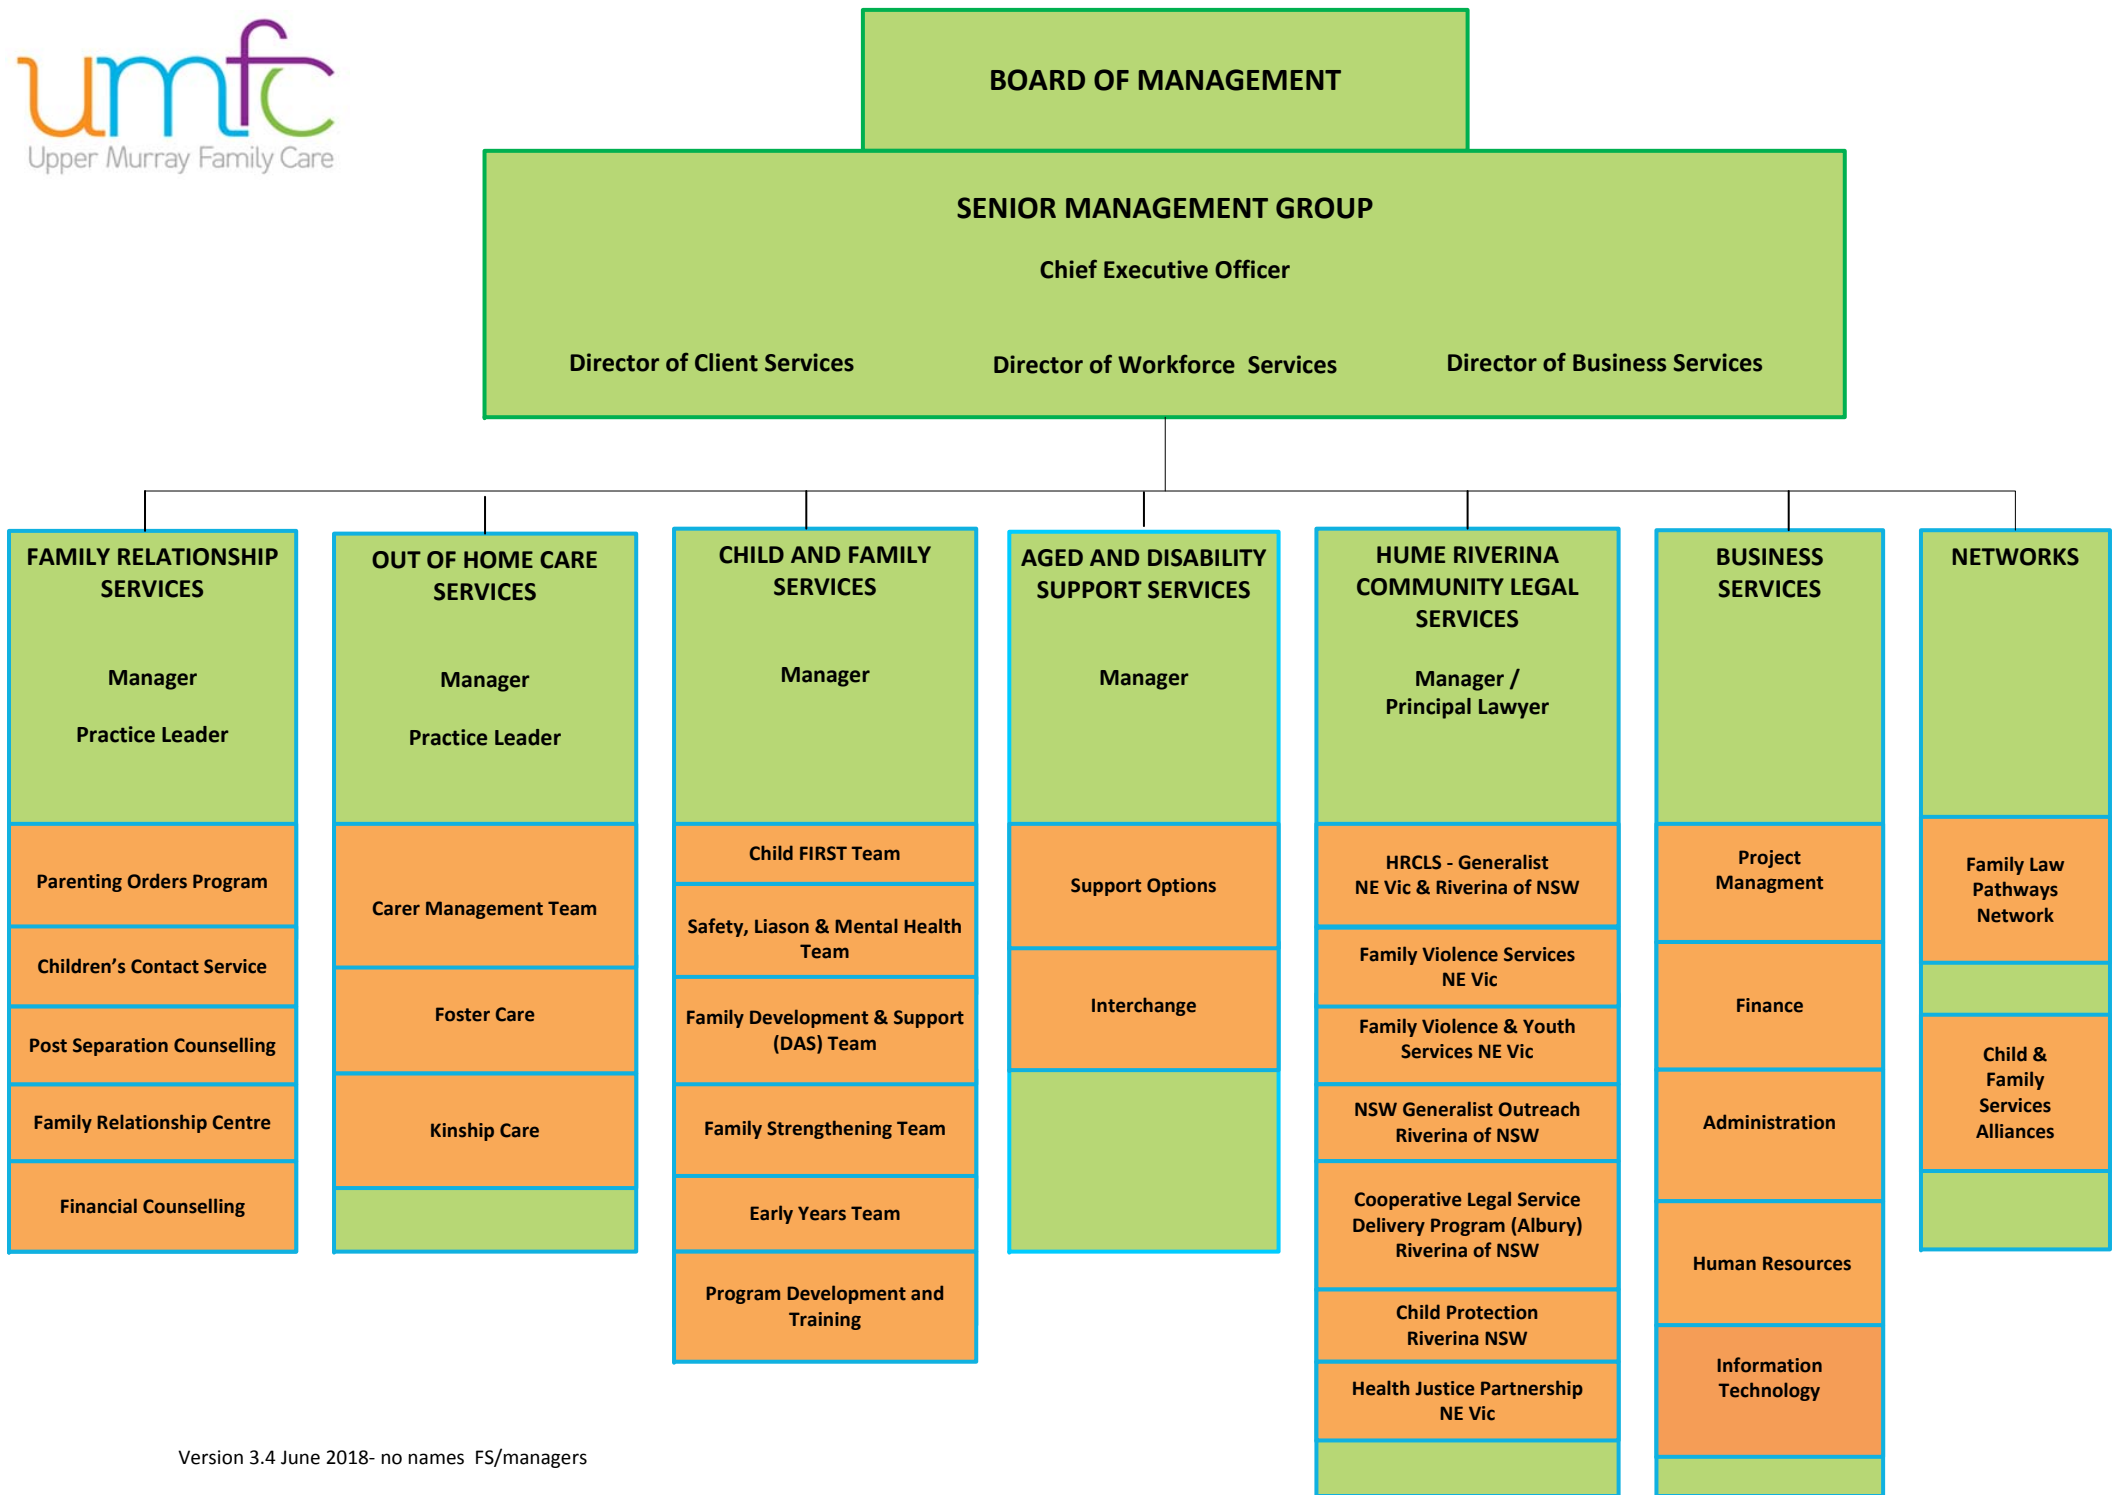 umfc
Upper Murray Family Care
BOARD OF MANAGEMENT
SENIOR MANAGEMENT GROUP
Chief Executive Officer
Director of Client Services
Director of Workforce  Services
Director of Business Services
FAMILY RELATIONSHIP
SERVICES
Manager
Practice Leader
Parenting Orders Program
Children’s Contact Service
Post Separation Counselling
Family Relationship Centre
Financial Counselling
OUT OF HOME CARE
SERVICES
Manager
Practice Leader
Carer Management Team
Foster Care
Kinship Care
CHILD AND FAMILY
SERVICES
Manager
Child FIRST Team
Safety, Liason & Mental Health
Team
Family Development & Support
(DAS) Team
Family Strengthening Team
Early Years Team
Program Development and
Training
AGED AND DISABILITY
SUPPORT SERVICES
Manager
Support Options
Interchange
HUME RIVERINA
COMMUNITY LEGAL
SERVICES
Manager /
Principal Lawyer
HRCLS - Generalist
NE Vic & Riverina of NSW
Family Violence Services
NE Vic
Family Violence & Youth
Services NE Vic
NSW Generalist Outreach
Riverina of NSW
Cooperative Legal Service
Delivery Program (Albury)
Riverina of NSW
Child Protection
Riverina NSW
Health Justice Partnership
NE Vic
BUSINESS
SERVICES
Project
Managment
Finance
Administration
Human Resources
Information
Technology
NETWORKS
Family Law
Pathways
Network
Child &
Family
Services
Alliances
Version 3.4 June 2018- no names  FS/managers